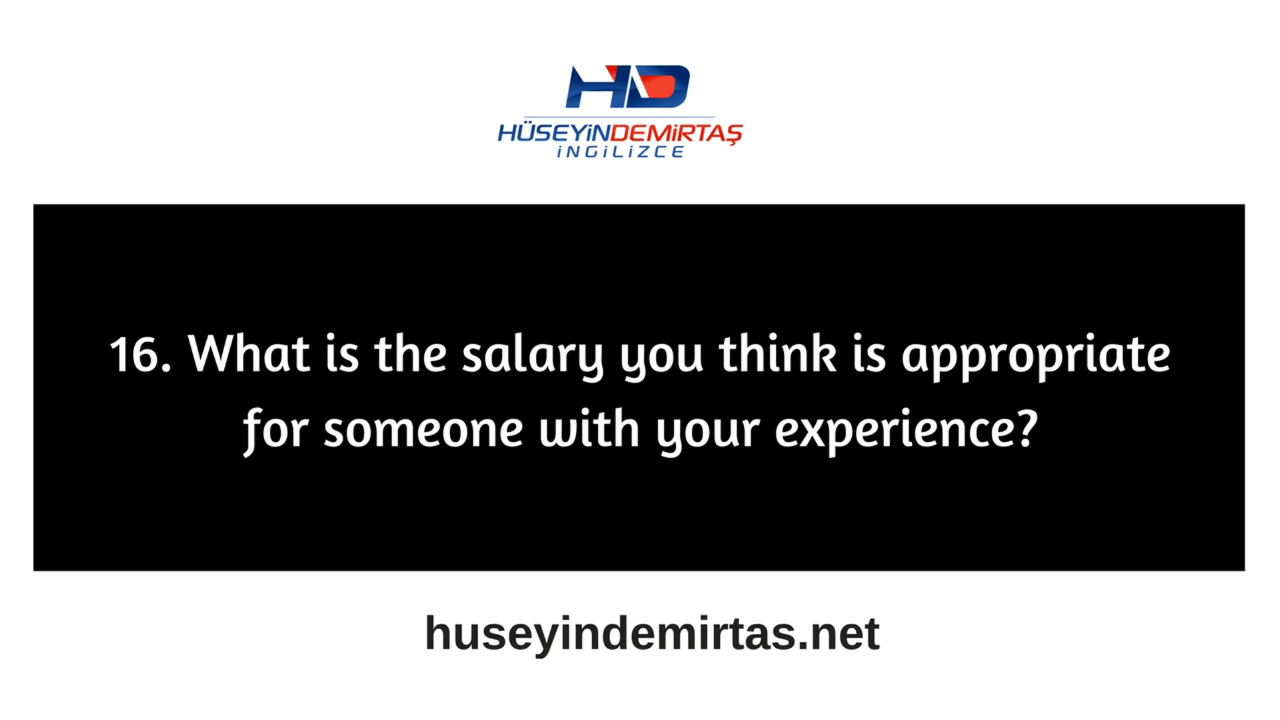 HD
HÜSEYİNDEMİRTAŞ
İNGİLİZCE
16. What is the salary you think is appropriate
for someone with your experience?
huseyindemirtas.net